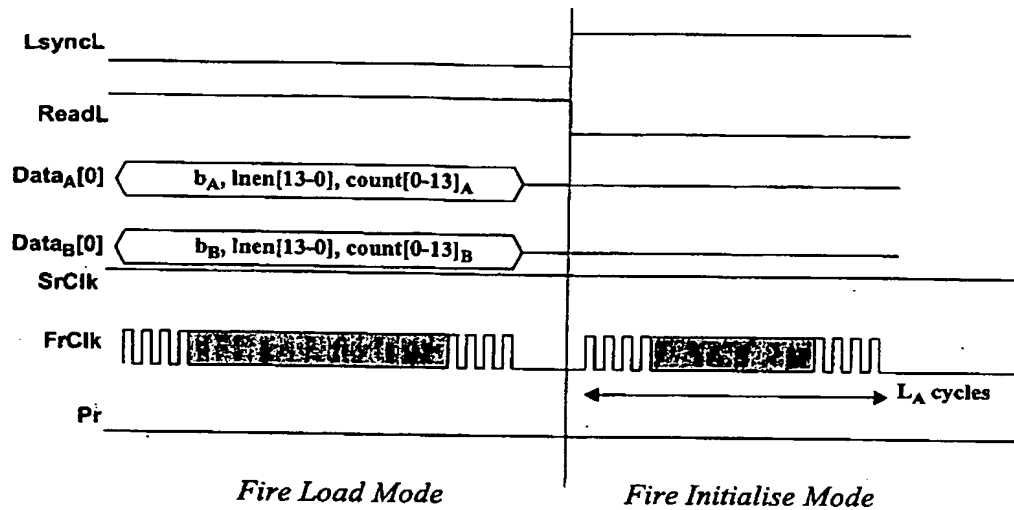 LsyncL
ReadL
DataA[0] bA, lnen[13-0], count[0-13]A
DataB[0] bB, lnen[13-0], count[0-13]B
SrClk
FrClk
LA cycles
Pr
Fire Load Mode Fire Initialise Mode